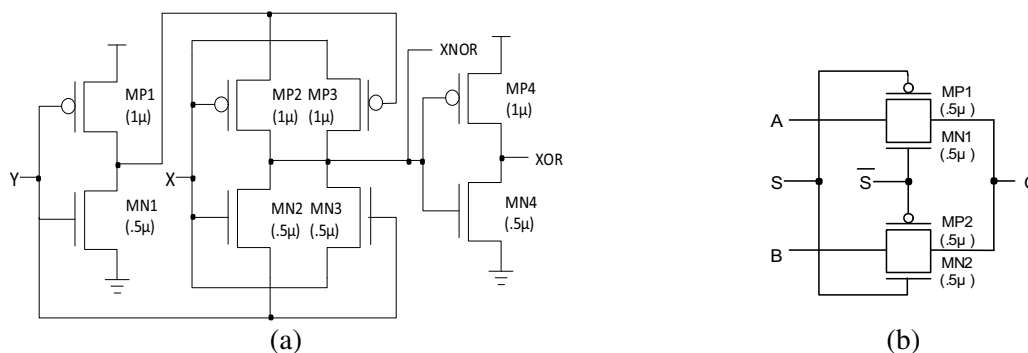 XNOR
MP1
(1µ)
MP2
(1µ)
MP3
(1µ)
MP4
(1µ)
Y
X
XOR
MN1
(.5µ)
MN2
(.5µ)
MN3
(.5µ)
MN4
(.5µ)
(a)
MP1
(.5µ )
A
MN1
(.5µ )
S
S̅
MP2
(.5µ )
B
MN2
(.5µ )
(b)